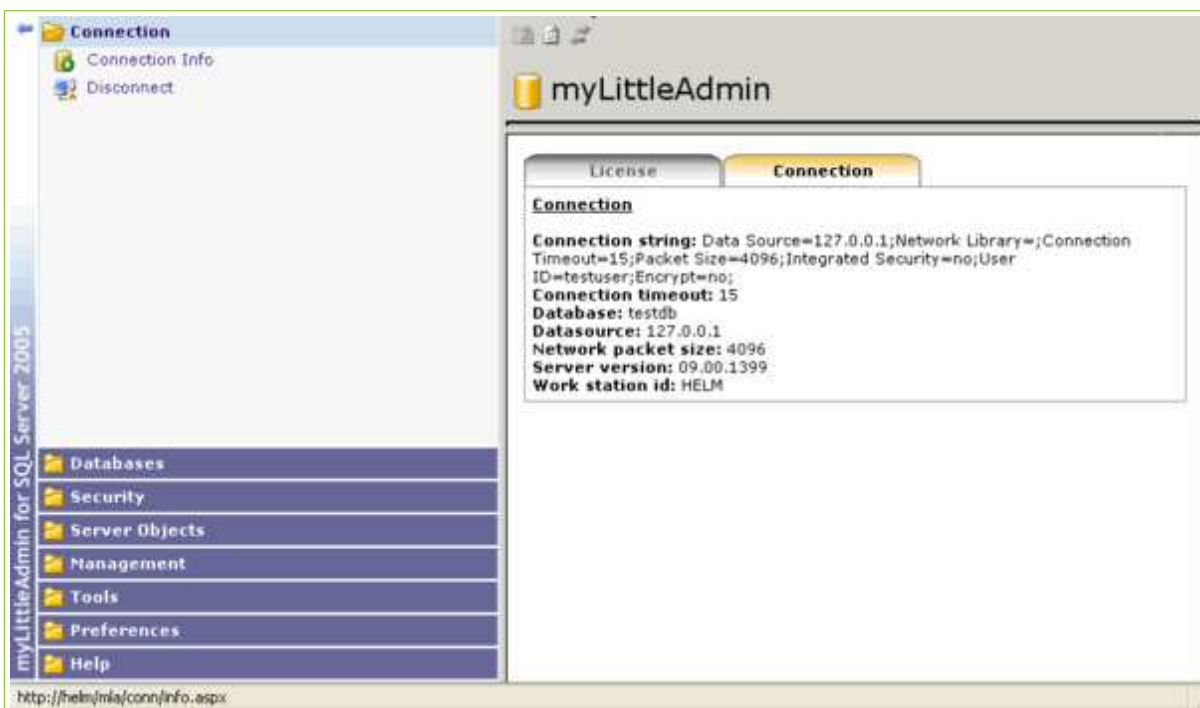 Connection
Connection Info
Disconnect
myLittleAdmin for SQL Server 2005
Databases
Security
Server Objects
Management
Tools
Preferences
Help
myLittleAdmin
License
Connection
Connection
Connection string: Data Source=127.0.0.1;Network Library=;Connection
Timeout=15;Packet Size=4096;Integrated Security=no;User
ID=testuser;Encrypt=no;
Connection timeout: 15
Database: testdb
Datasource: 127.0.0.1
Network packet size: 4096
Server version: 09.00.1399
Work station id: HELM
http://helm/mla/conn/info.aspx